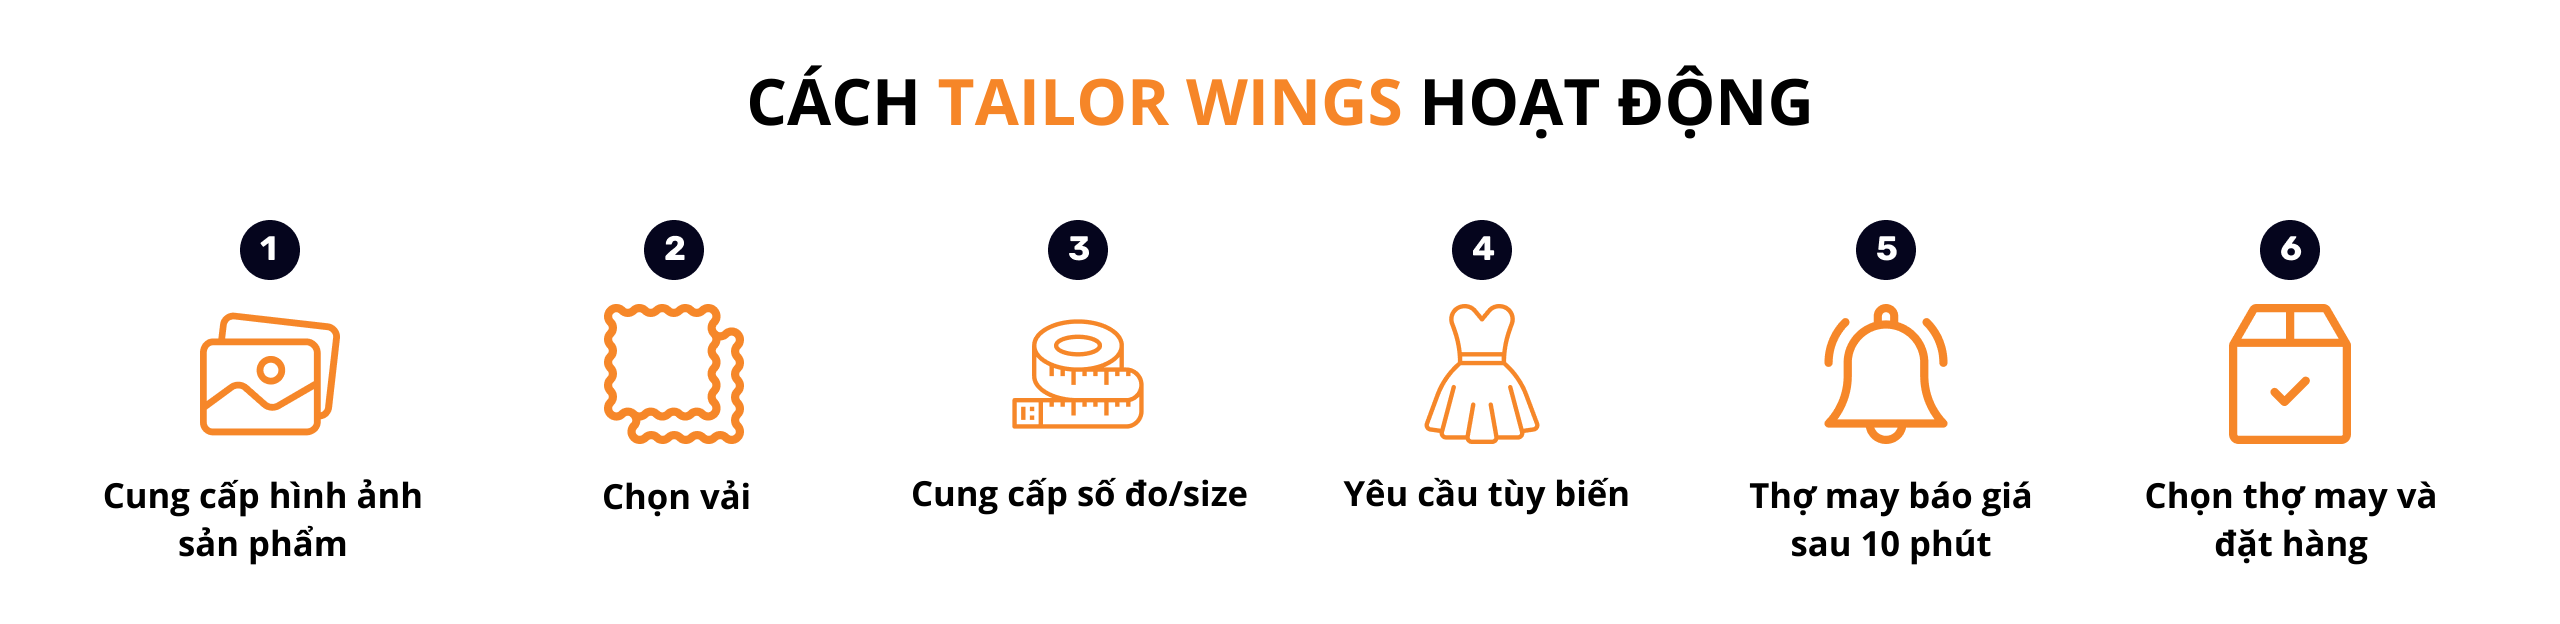 CÁCH TAILOR WINGS HOẠT ĐỘNG
1
2
3
4
5
6
Cung cấp hình ảnh
sản phẩm
Chọn vải
Cung cấp số đo/size
Yêu cầu tùy biến
Thợ may báo giá
sau 10 phút
Chọn thợ may và
đặt hàng